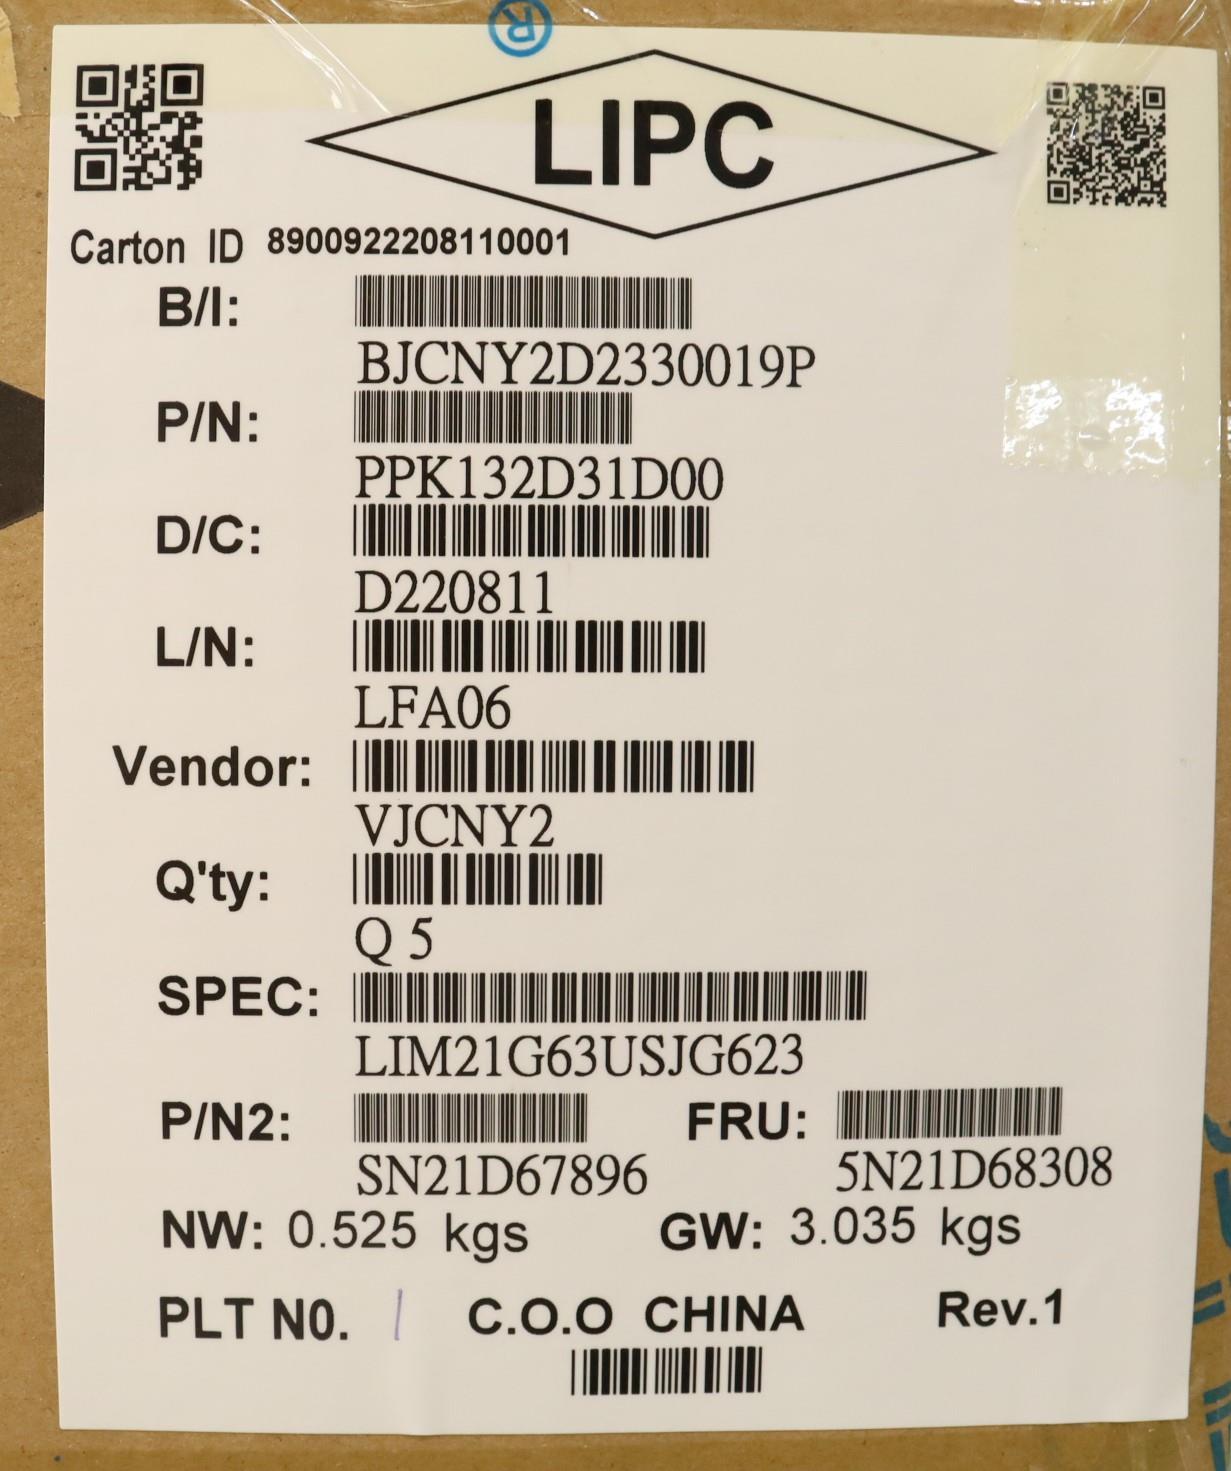 ®
LIPC
Carton ID 8900922208110001
B/I:
BJCNY2D2330019P
P/N:
PPK132D31D00
D/C:
D220811
L/N:
LFA06
Vendor:
VJCNY2
Q'ty:
Q 5
SPEC:
LIM21G63USJG623
P/N2: FRU:
SN21D67896 5N21D68308
NW: 0.525 kgs GW: 3.035 kgs
PLT N0. 1 C.O.O CHINA Rev.1